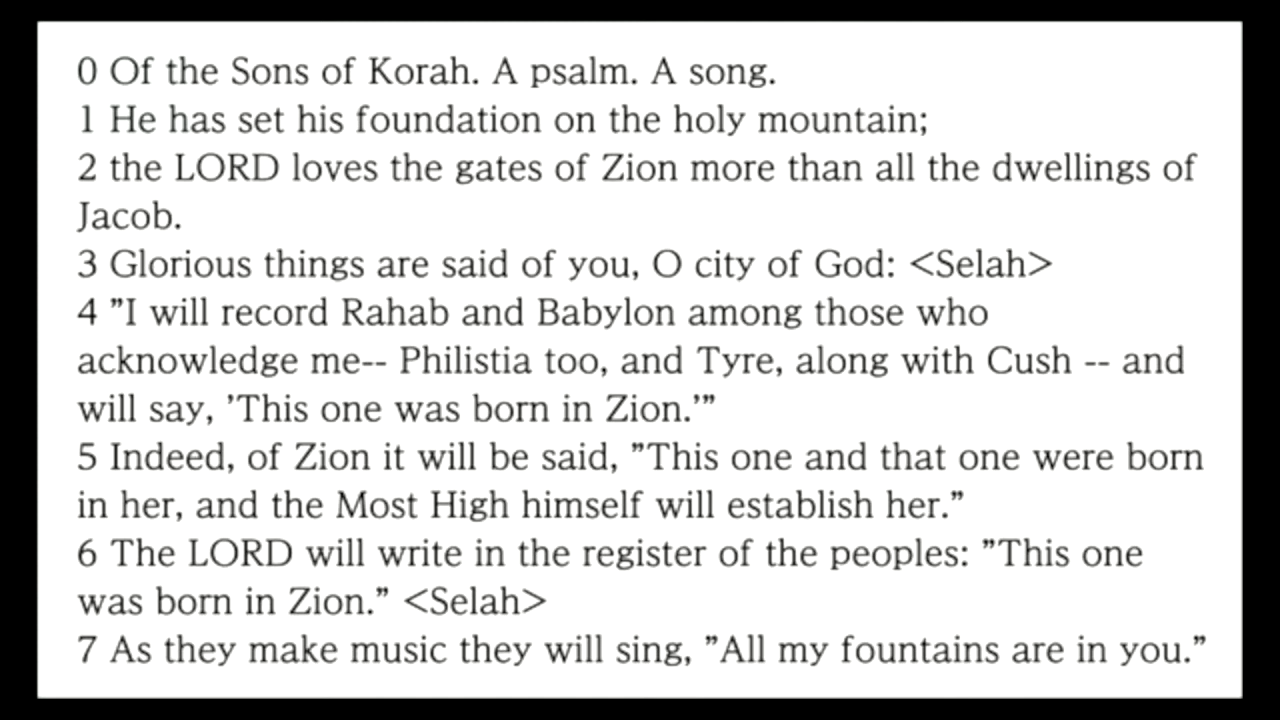 0 Of the Sons of Korah. A psalm. A song.
1 He has set his foundation on the holy mountain;
2 the LORD loves the gates of Zion more than all the dwellings of
Jacob.
3 Glorious things are said of you, O city of God: <Selah>
4 ”I will record Rahab and Babylon among those who
acknowledge me-- Philistia too, and Tyre, along with Cush -- and
will say, ’This one was born in Zion.’”
5 Indeed, of Zion it will be said, ”This one and that one were born
in her, and the Most High himself will establish her.”
6 The LORD will write in the register of the peoples: ”This one
was born in Zion.” <Selah>
7 As they make music they will sing, ”All my fountains are in you.”